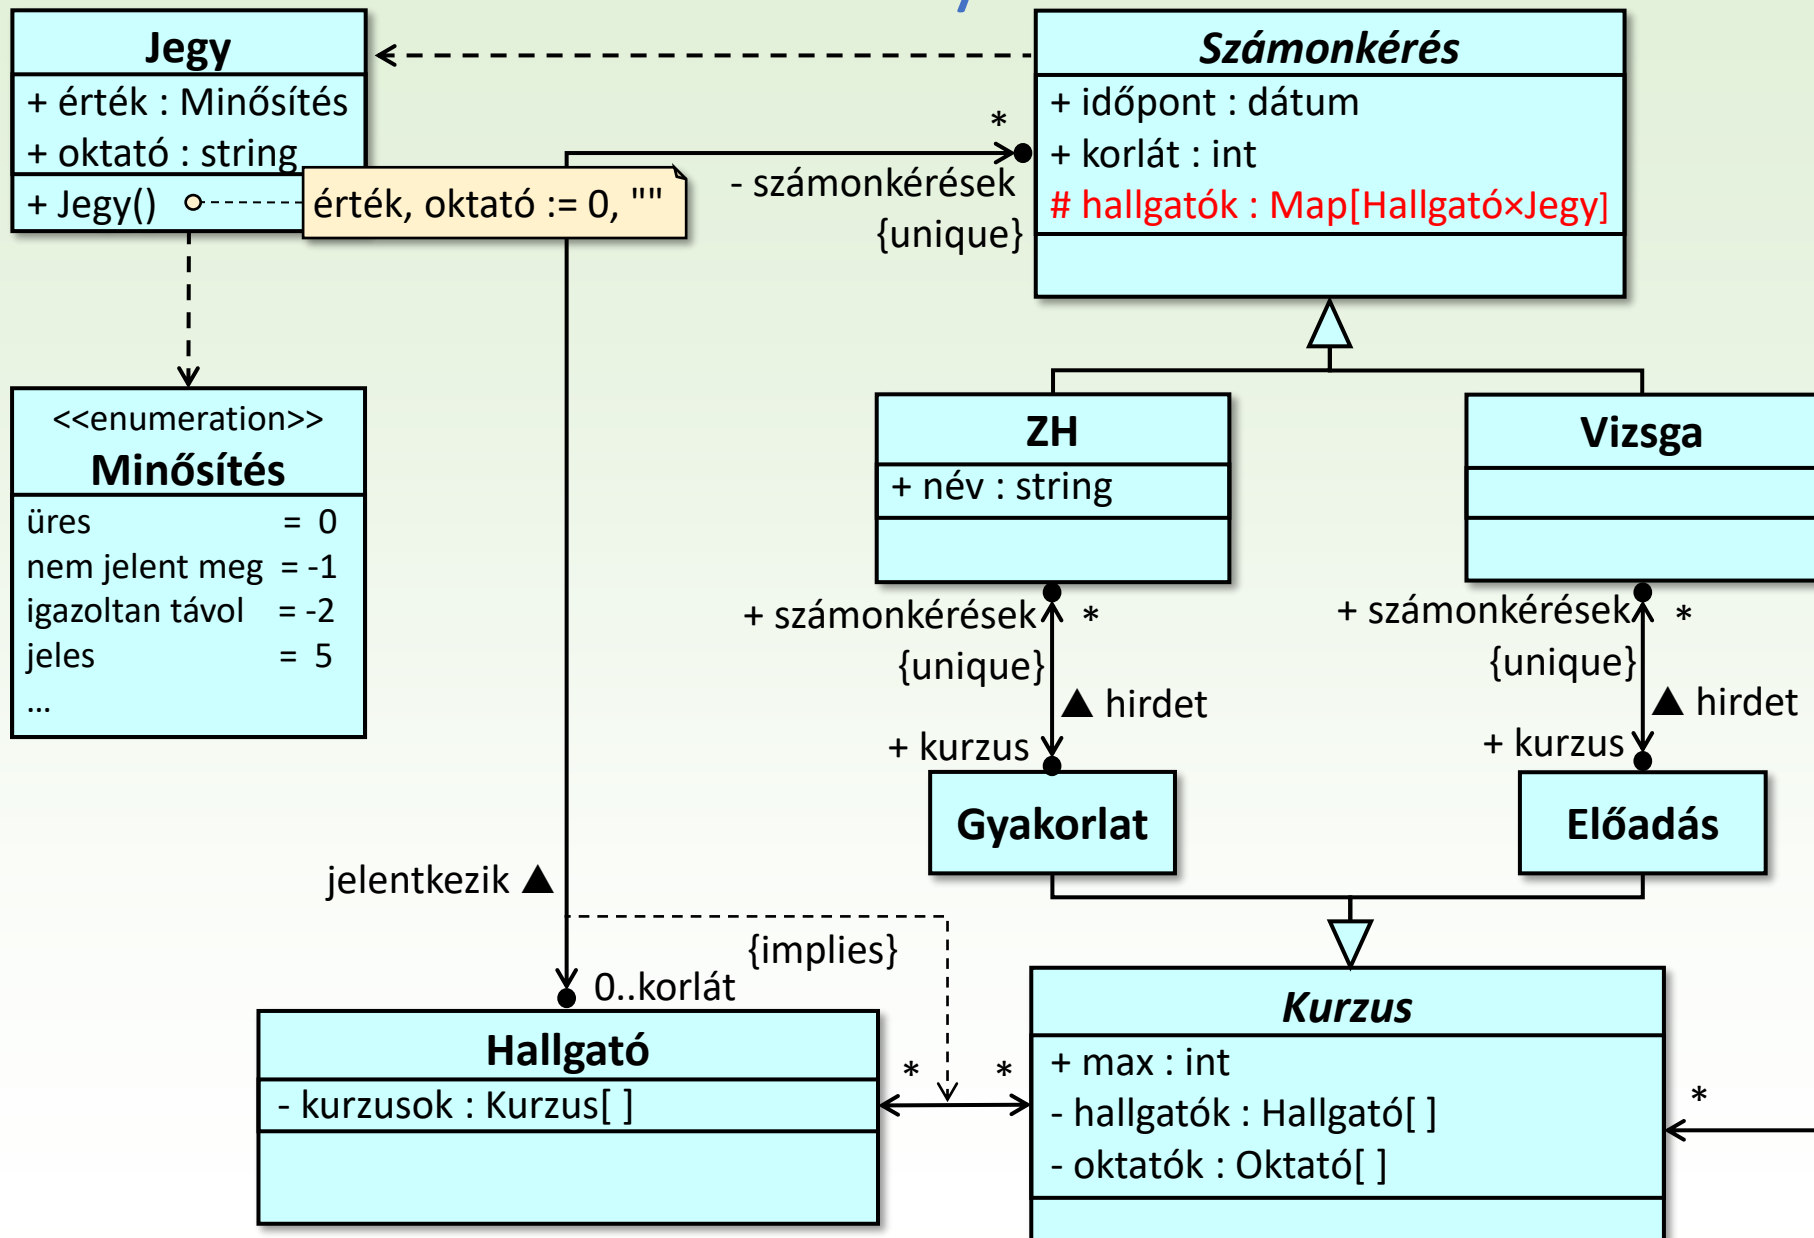 Jegy
+ érték : Minősítés
+ oktató : string
+ Jegy()
érték, oktató := 0, ""
Számonkérés
+ időpont : dátum
+ korlát : int
# hallgatók : Map[Hallgató×Jegy]
*
- számonkérések
{unique}
<<enumeration>>
Minősítés
üres = 0
nem jelent meg = -1
igazoltan távol = -2
jeles = 5
...
ZH
+ név : string
Vizsga
+ számonkérések *
{unique}
▲ hirdet
+ kurzus
+ számonkérések *
{unique}
▲ hirdet
+ kurzus
Gyakorlat
Előadás
jelentkezik ▲
{implies}
0..korlát
Hallgató
- kurzusok : Kurzus[ ]
* *
Kurzus
+ max : int
- hallgatók : Hallgató[ ]
- oktatók : Oktató[ ]
*